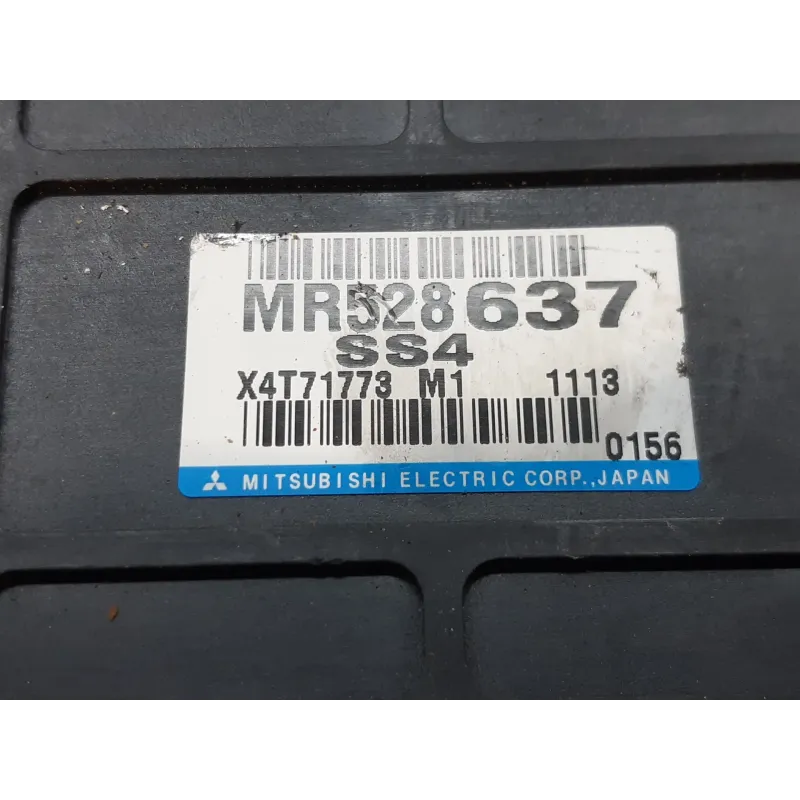 MR528637
SS4
X4T71773 M1 1113
0156
MITSUBISHI ELECTRIC CORP.,JAPAN